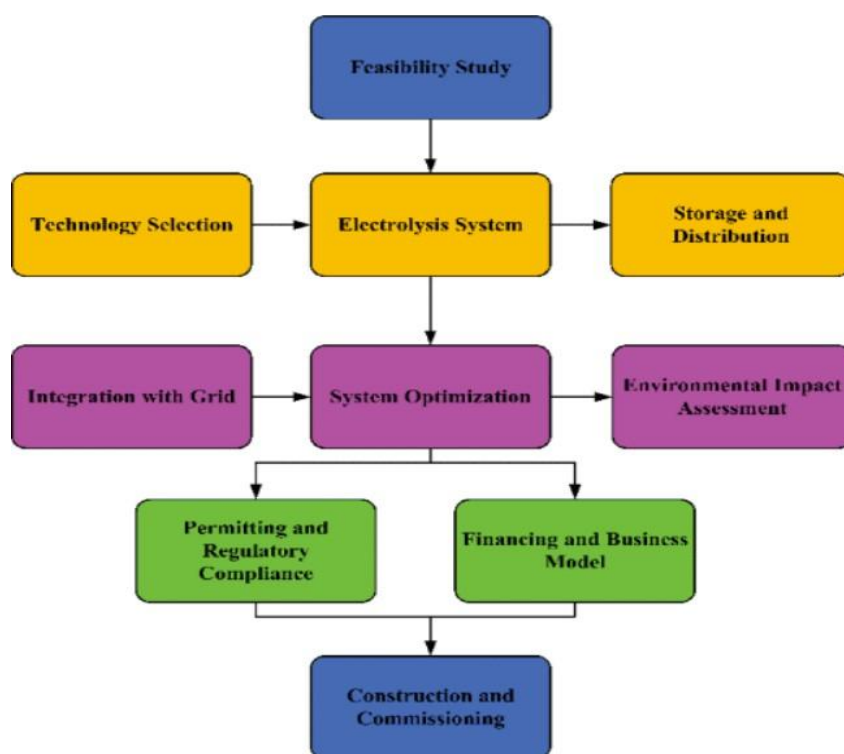 Feasibility Study
Technology Selection
Electrolysis System
Storage and
Distribution
Integration with Grid
System Optimization
Environmental Impact
Assessment
Permitting and
Regulatory
Compliance
Financing and Business
Model
Construction and
Commissioning